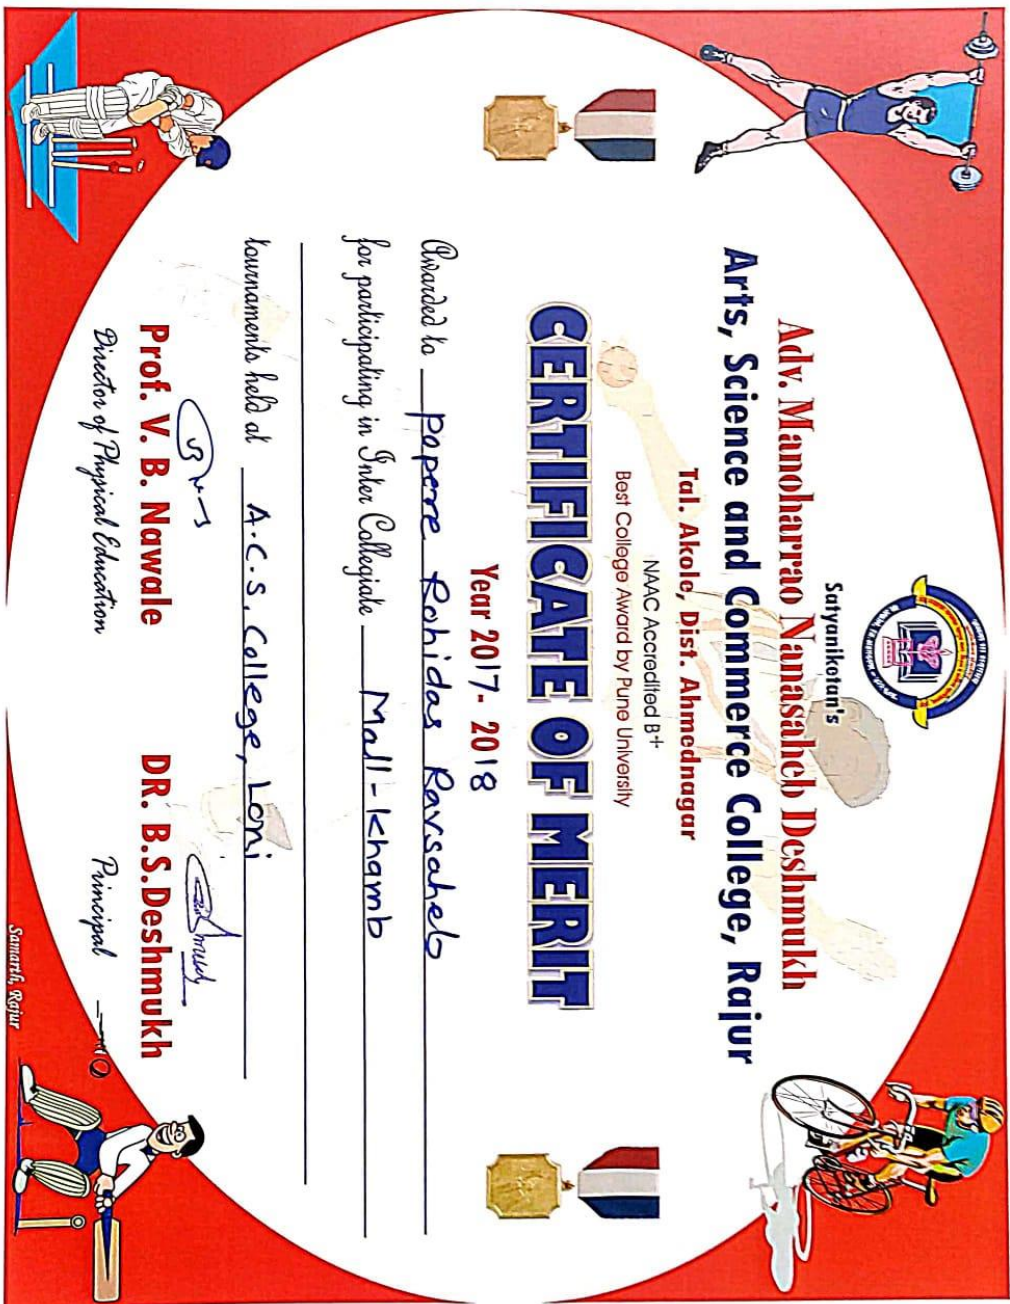 Satyaniketan's
Adv. Manoharrao Nanasaheb Deshmukh
Arts, Science and Commerce College, Rajur
Tal. Akole, Dist. Ahmednagar
NAAC Accredited B+
Best College Award by Pune University
CERTIFICATE OF MERIT
Year 2017-2018
Awarded to Papere Rohidas Ravsaheb
for participating in Inter Collegiate Mall-Khamb
tournaments held at A.C.S. College, Loni
Prof. V. B. Nawale DR. B.S.Deshmukh
Director of Physical Education Principal
Samarth, Rajur